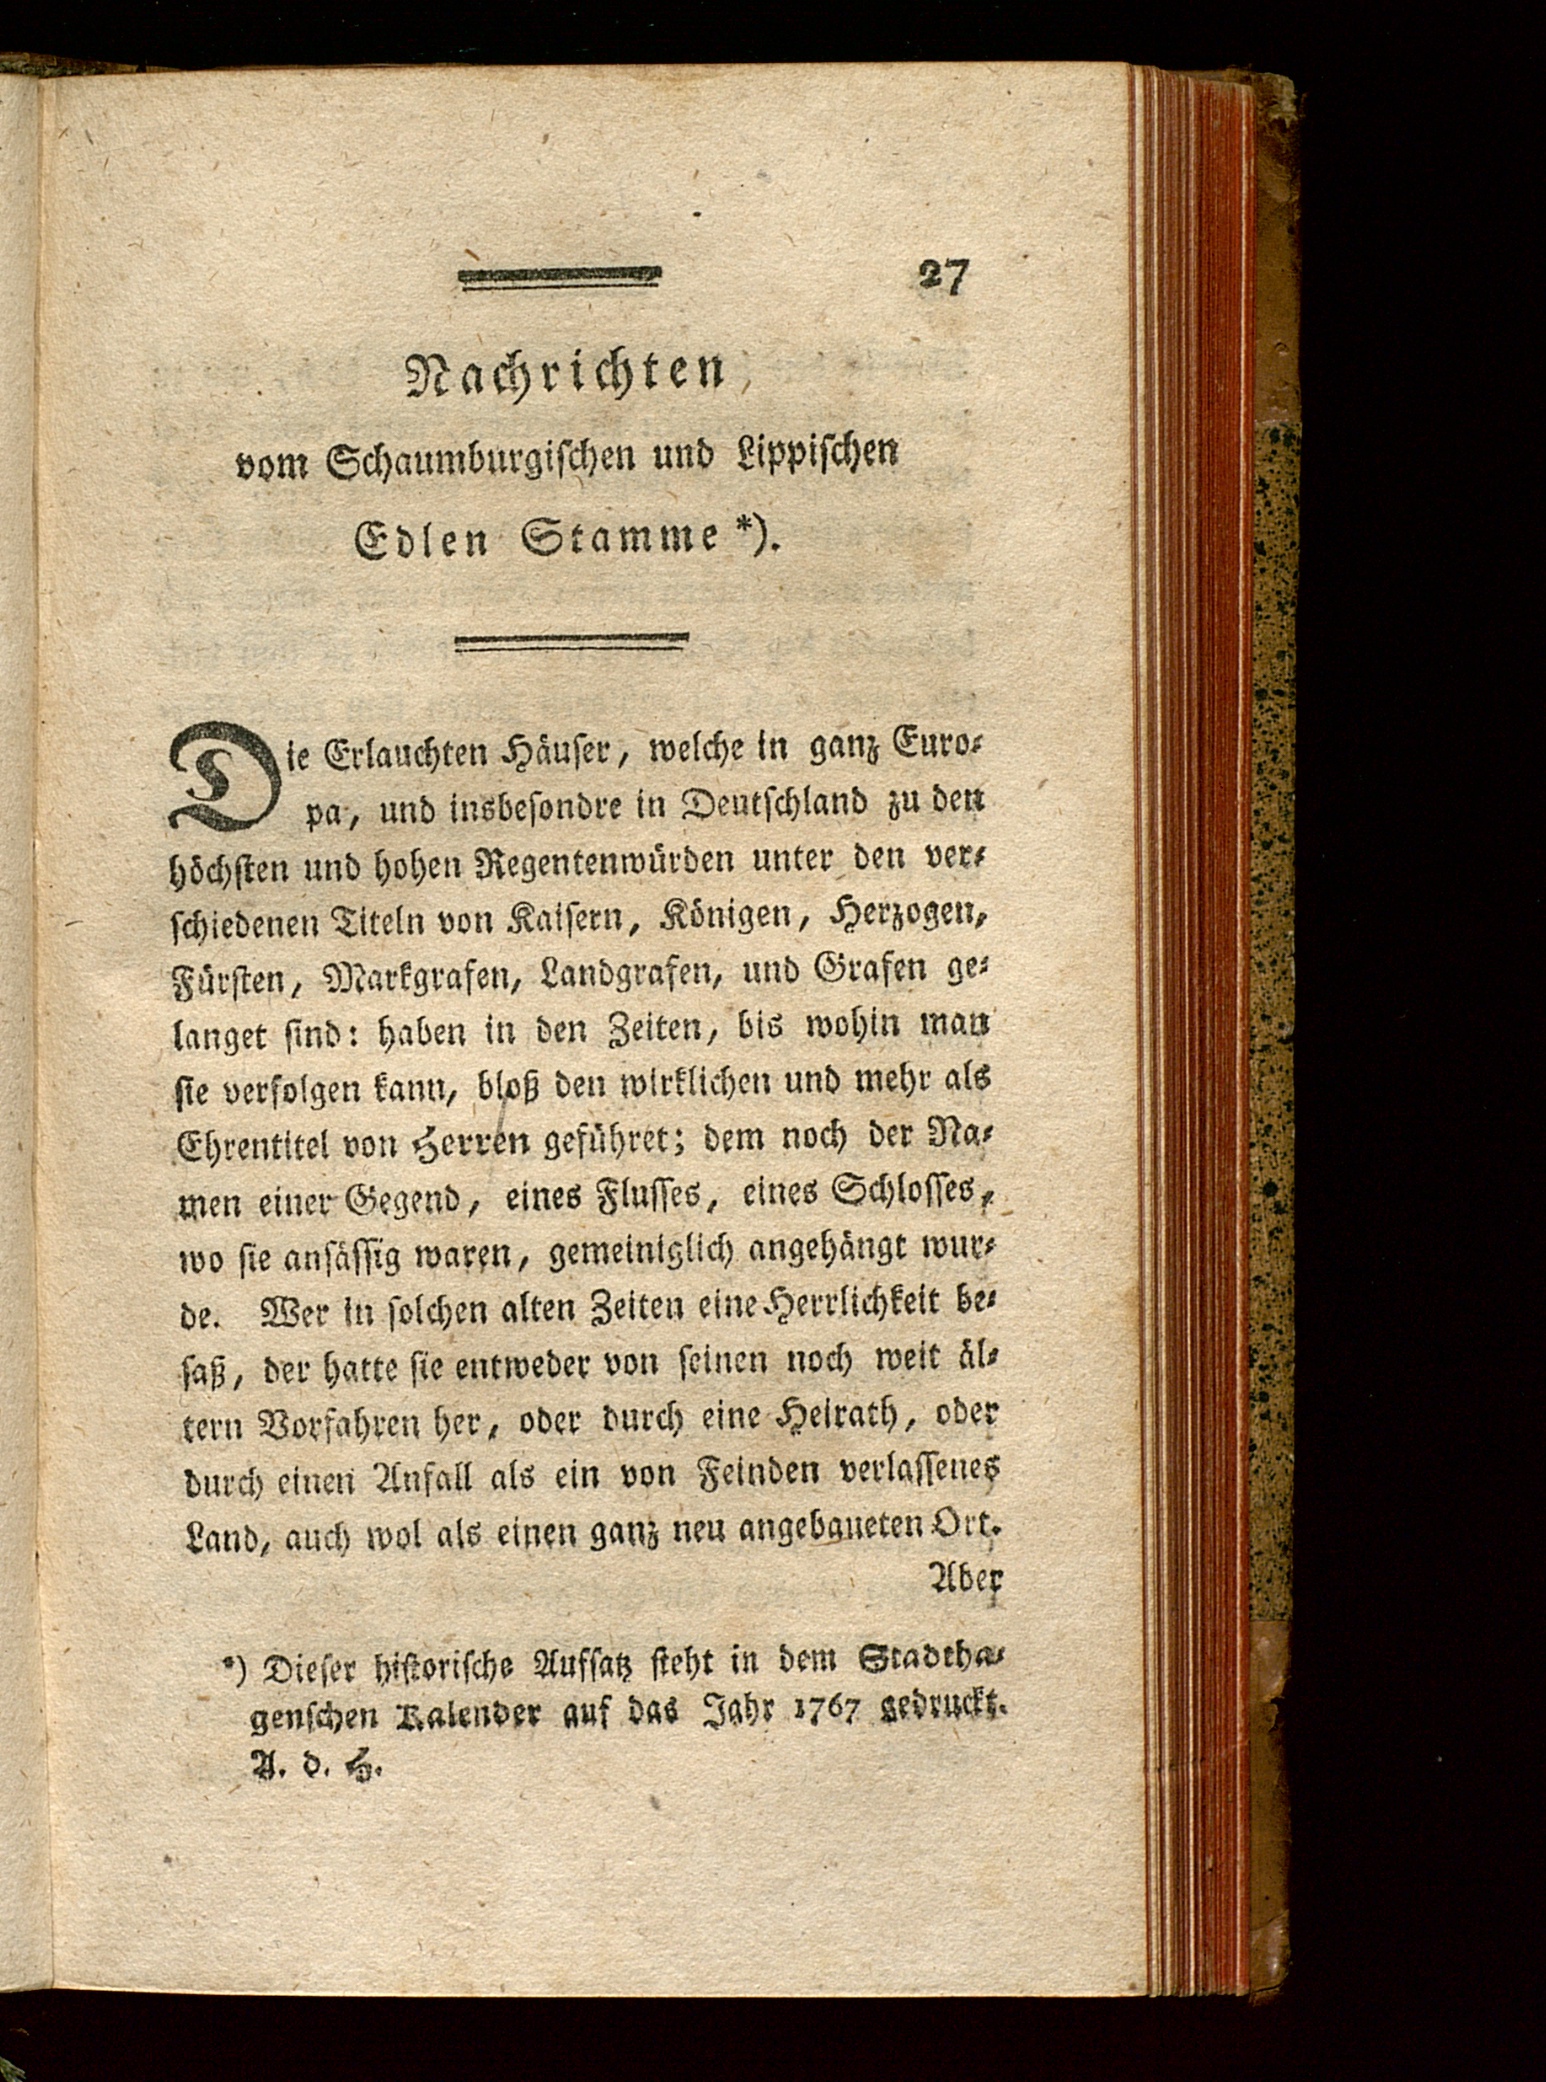 27
Nachrichten
vom Schaumburgischen und Lippischen
Edlen Stamme *).
Die Erlauchten Häuser, welche in ganz Euro-
pa, und insbesondre in Deutschland zu den
höchsten und hohen Regentenwürden unter den ver-
schiedenen Titeln von Kaisern, Königen, Herzogen,
Fürsten, Markgrafen, Landgrafen, und Grafen ge-
langet sind: haben in den Zeiten, bis wohin man
sie verfolgen kann, bloß den wirklichen und mehr als
Ehrentitel von Herren geführet; dem noch der Na-
men einer Gegend, eines Flusses, eines Schlosses,
wo sie ansässig waren, gemeiniglich angehängt wur-
de. Wer in solchen alten Zeiten eine Herrlichkeit be-
saß, der hatte sie entweder von seinen noch weit äl-
tern Vorfahren her, oder durch eine Heirath, oder
durch einen Anfall als ein von Feinden verlassenes
Land, auch wol als einen ganz neu angebaueten Ort.
Aber
*) Dieser historische Aufsatz steht in dem Stadtha-
genschen Kalender auf das Jahr 1767 gedruckt.
A. d. H.